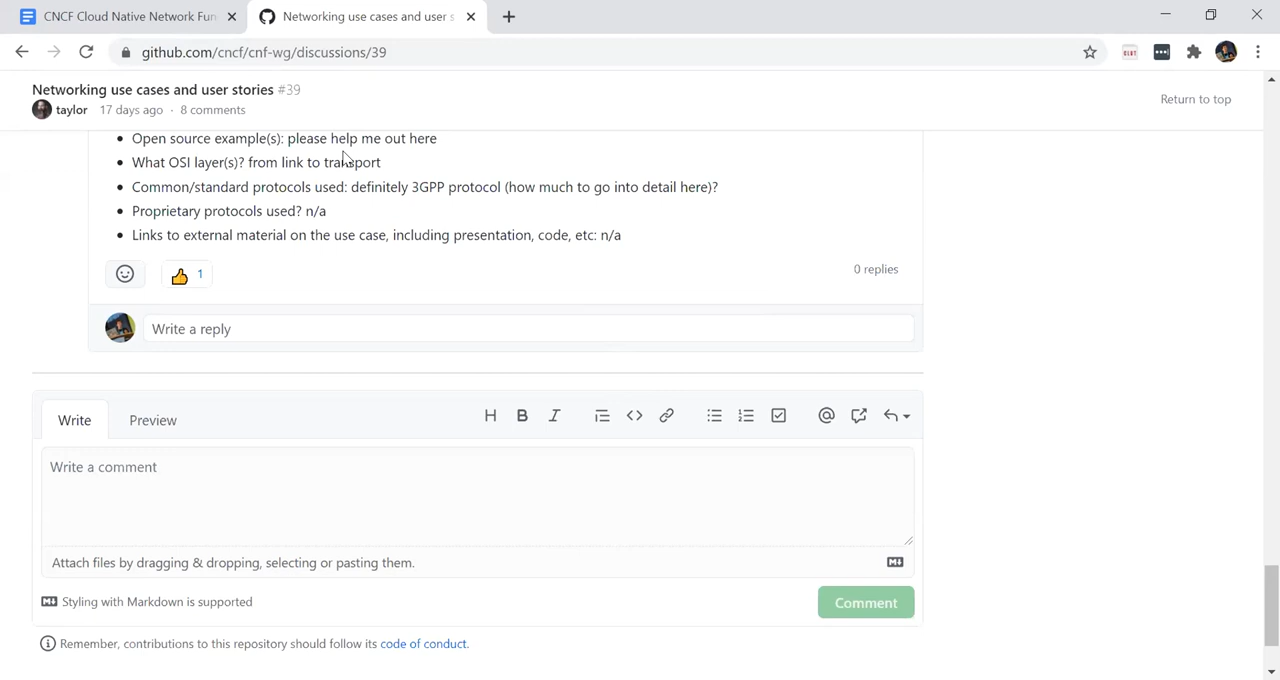 CNCF Cloud Native Network Fun
Networking use cases and user s
github.com/cncf/cnf-wg/discussions/39
Networking use cases and user stories #39
taylor 17 days ago · 8 comments
Return to top
• Open source example(s): please help me out here
• What OSI layer(s)? from link to transport
• Common/standard protocols used: definitely 3GPP protocol (how much to go into detail here)?
• Proprietary protocols used? n/a
• Links to external material on the use case, including presentation, code, etc: n/a
1
0 replies
Write a reply
Write Preview
Write a comment
Attach files by dragging & dropping, selecting or pasting them.
Styling with Markdown is supported
Comment
Remember, contributions to this repository should follow its code of conduct.